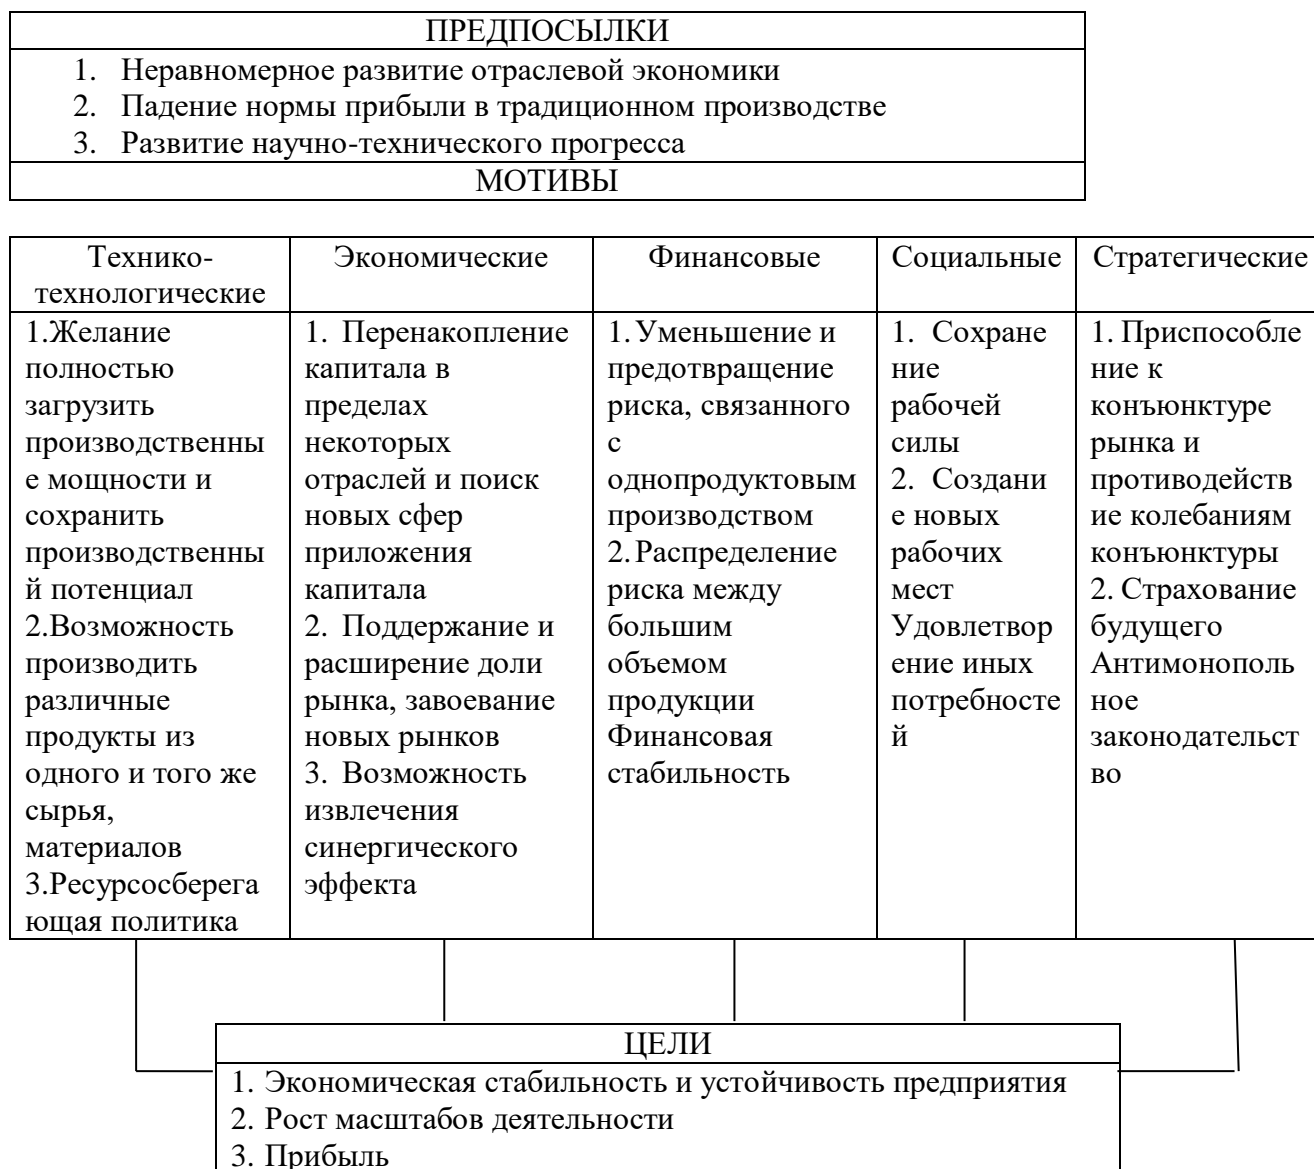 ПРЕДПОСЫЛКИ
1. Неравномерное развитие отраслевой экономики
2. Падение нормы прибыли в традиционном производстве
3. Развитие научно-технического прогресса
МОТИВЫ
Технико-
технологические
Экономические
Финансовые
Социальные
Стратегические
1.Желание
полностью
загрузить
производственны
е мощности и
сохранить
производственны
й потенциал
2.Возможность
производить
различные
продукты из
одного и того же
сырья,
материалов
3.Ресурсосберега
ющая политика
1. Перенакопление
капитала в
пределах
некоторых
отраслей и поиск
новых сфер
приложения
капитала
2. Поддержание и
расширение доли
рынка, завоевание
новых рынков
3. Возможность
извлечения
синергического
эффекта
1. Уменьшение и
предотвращение
риска, связанного
с
однопродуктовым
производством
2. Распределение
риска между
большим
объемом
продукции
Финансовая
стабильность
1. Сохране
ние
рабочей
силы
2. Создани
е новых
рабочих
мест
Удовлетвор
ение иных
потребносте
й
1. Приспособле
ние к
конъюнктуре
рынка и
противодейств
ие колебаниям
конъюнктуры
2. Страхование
будущего
Антимонополь
ное
законодательст
во
ЦЕЛИ
1. Экономическая стабильность и устойчивость предприятия
2. Рост масштабов деятельности
3. Прибыль